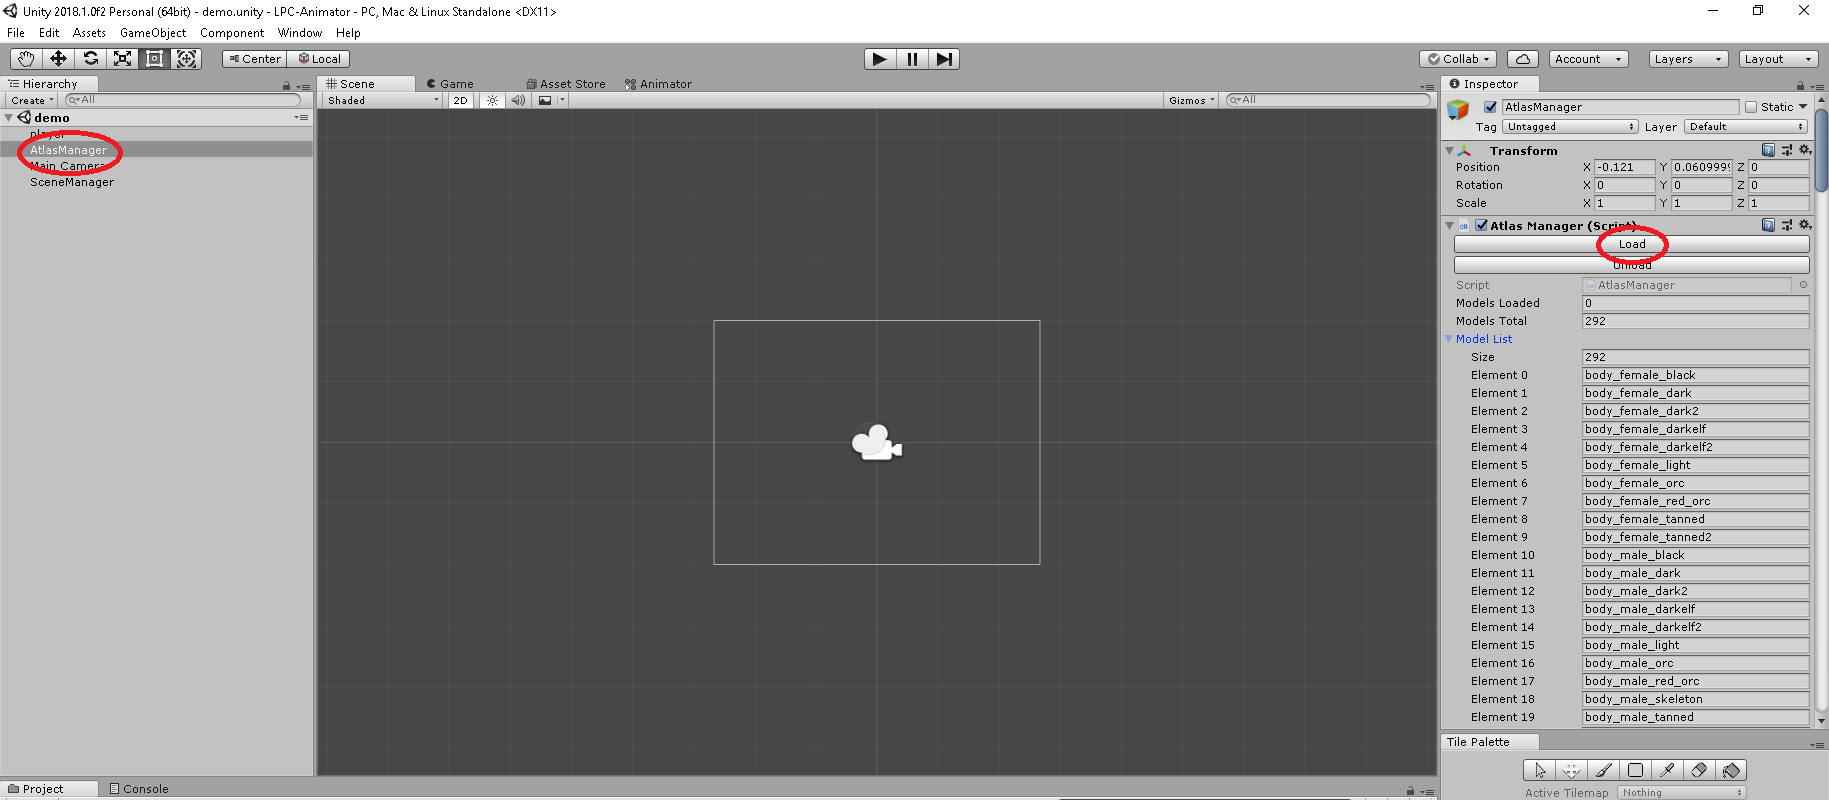 Unity 2018.1.0f2 Personal (64bit) - demo.unity - LPC-Animator - PC, Mac & Linux Standalone <DX11>
File Edit Assets GameObject Component Window Help
Center Local Collab Account Layers Layout
Hierarchy
Create All
demo
player
AtlasManager
Main Camera
SceneManager
Scene Game Asset Store Animator
Shaded 2D Gizmos All
Inspector
AtlasManager Static
Tag Untagged Layer Default
Transform
Position X -0.121 Y 0.0609999 Z 0
Rotation X 0 Y 0 Z 0
Scale X 1 Y 1 Z 1
Atlas Manager (Script)
Load
Unload
Script AtlasManager
Models Loaded 0
Models Total 292
Model List
Size 292
Element 0 body_female_black
Element 1 body_female_dark
Element 2 body_female_dark2
Element 3 body_female_darkelf
Element 4 body_female_darkelf2
Element 5 body_female_light
Element 6 body_female_orc
Element 7 body_female_red_orc
Element 8 body_female_tanned
Element 9 body_female_tanned2
Element 10 body_male_black
Element 11 body_male_dark
Element 12 body_male_dark2
Element 13 body_male_darkelf
Element 14 body_male_darkelf2
Element 15 body_male_light
Element 16 body_male_orc
Element 17 body_male_red_orc
Element 18 body_male_skeleton
Element 19 body_male_tanned
Tile Palette
Active Tilemap Nothing
Project Console